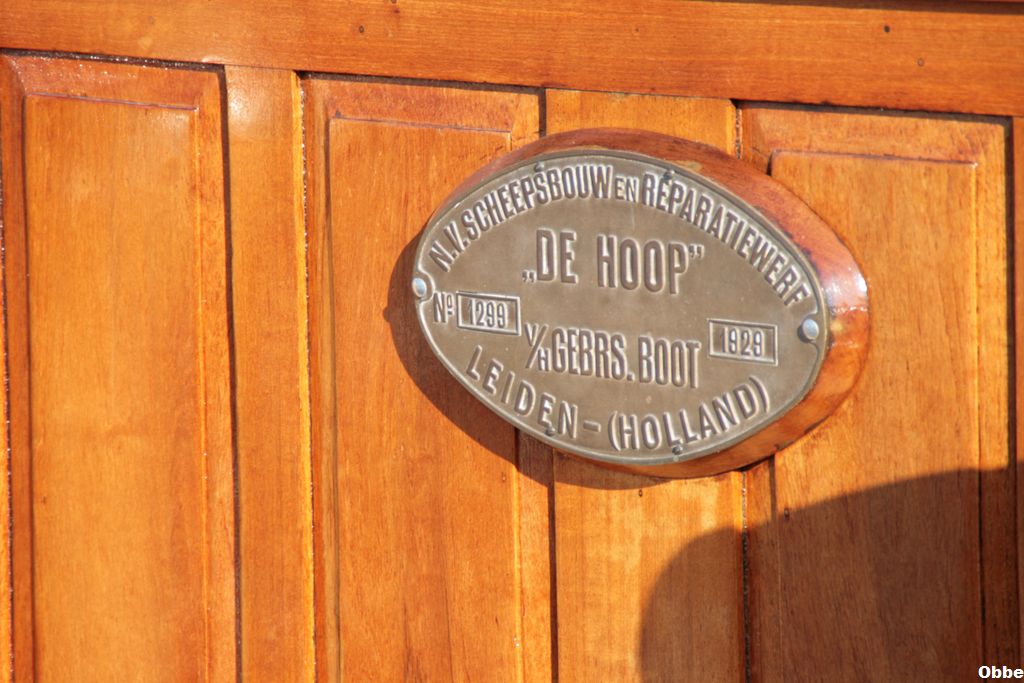 N.V. SCHEEPSBOUW EN REPARATIEWERF
„DE HOOP”
No 1299
1929
V/H GEBRS. BOOT
LEIDEN - (HOLLAND)
Obbe